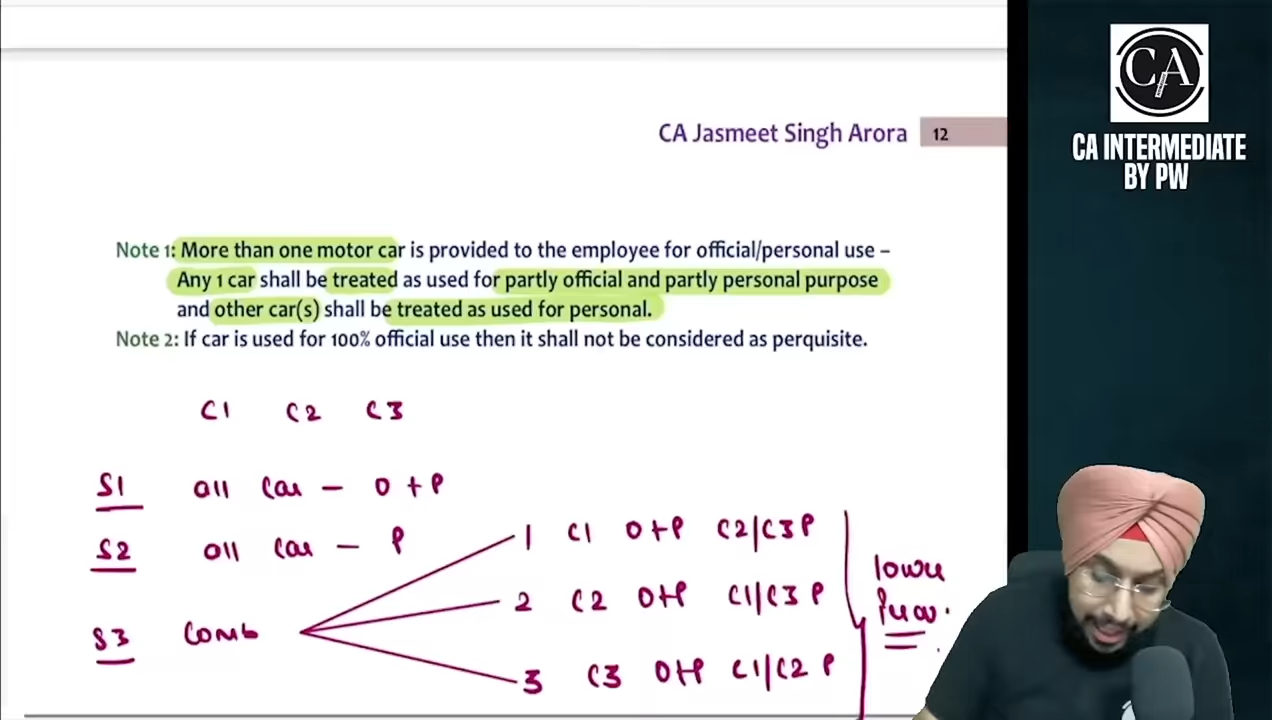 CA Jasmeet Singh Arora 12
CA INTERMEDIATE
BY PW
Note 1: More than one motor car is provided to the employee for official/personal use –
Any 1 car shall be treated as used for partly official and partly personal purpose
and other car(s) shall be treated as used for personal.
Note 2: If car is used for 100% official use then it shall not be considered as perquisite.
C1 C2 C3
S1 all Car – O + P
S2 all Car – P
S3 Comb
1 C1 O+P C2/C3 P
2 C2 O+P C1/C3 P
3 C3 O+P C1/C2 P
lower